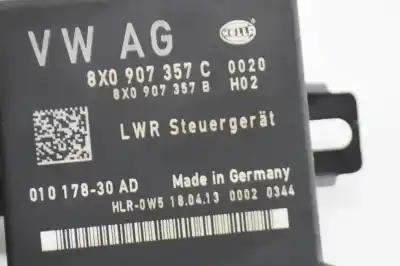 VW AG
HELLA
8X0 907 357 C 0020
8X0 907 357 B H02
LWR Steuergerät
010 178-30 AD Made in Germany
HLR-0W5 18.04.13 0002 0344